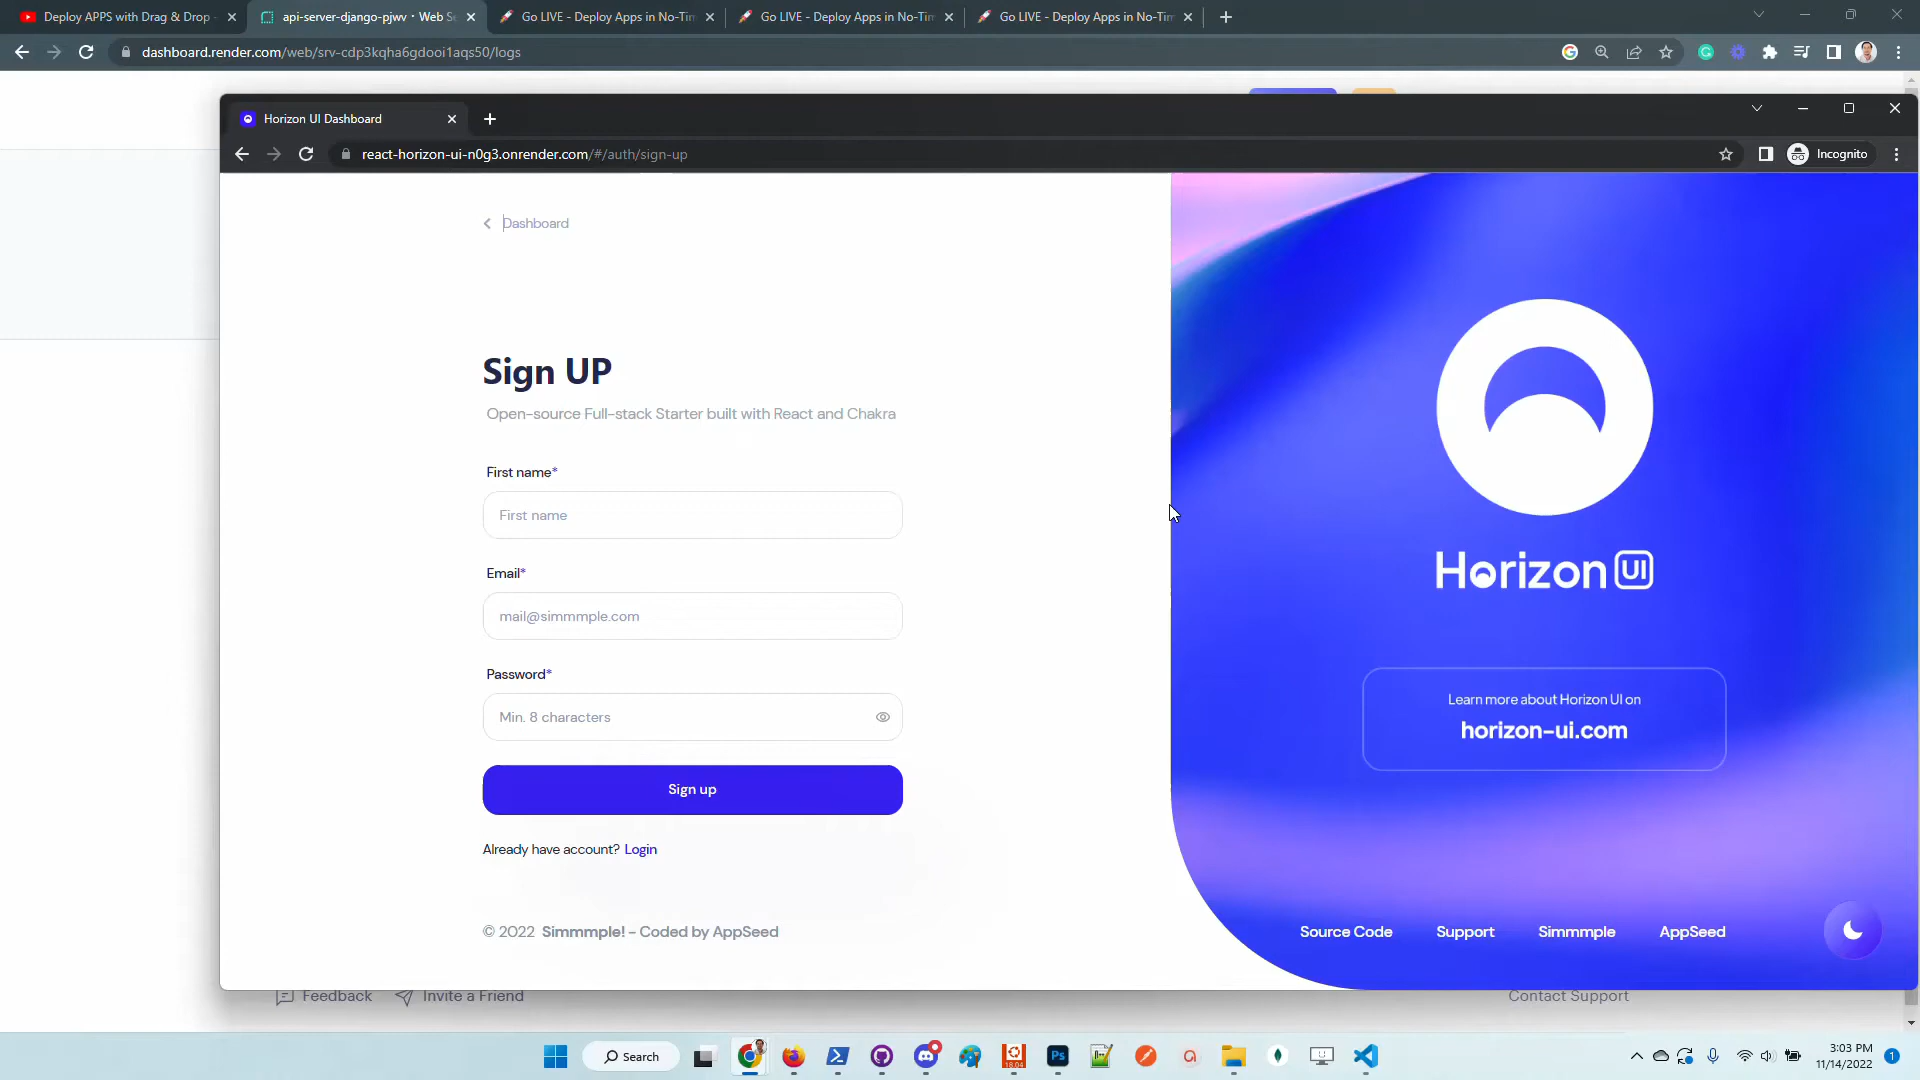 Deploy APPS with Drag & Drop -
api-server-django-pjwv · Web Se
Go LIVE - Deploy Apps in No-Tim
Go LIVE - Deploy Apps in No-Tim
Go LIVE - Deploy Apps in No-Tim
dashboard.render.com/web/srv-cdp3kqha6gdooi1aqs50/logs
Horizon UI Dashboard
react-horizon-ui-n0g3.onrender.com/#/auth/sign-up
Incognito
Dashboard
Sign UP
Open-source Full-stack Starter built with React and Chakra
First name*
First name
Email*
mail@simmmple.com
Password*
Min. 8 characters
Sign up
Already have account? Login
© 2022 Simmmple! - Coded by AppSeed
Horizon UI
Learn more about Horizon UI on
horizon-ui.com
Source Code
Support
Simmmple
AppSeed
Feedback
Invite a Friend
Contact Support
Search
Ps
18.04
3:03 PM
11/14/2022
1